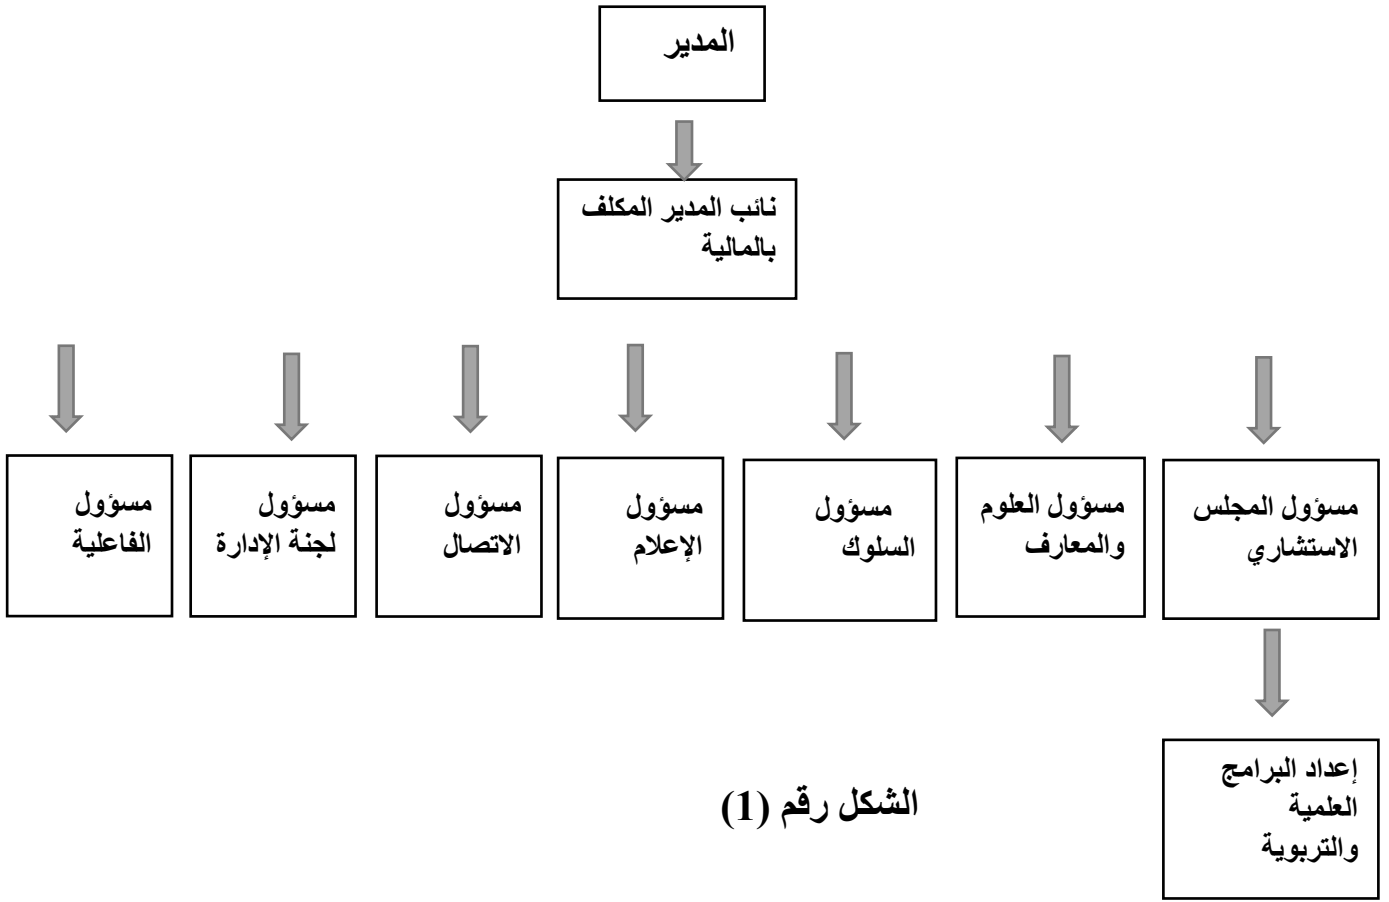 المدير
نائب المدير المكلف
بالمالية
مسؤول المجلس
الاستشاري
مسؤول العلوم
والمعارف
مسؤول
السلوك
مسؤول
الإعلام
مسؤول
الاتصال
مسؤول
لجنة الإدارة
مسؤول
الفاعلية
إعداد البرامج
العلمية
والتربوية
الشكل رقم (1)